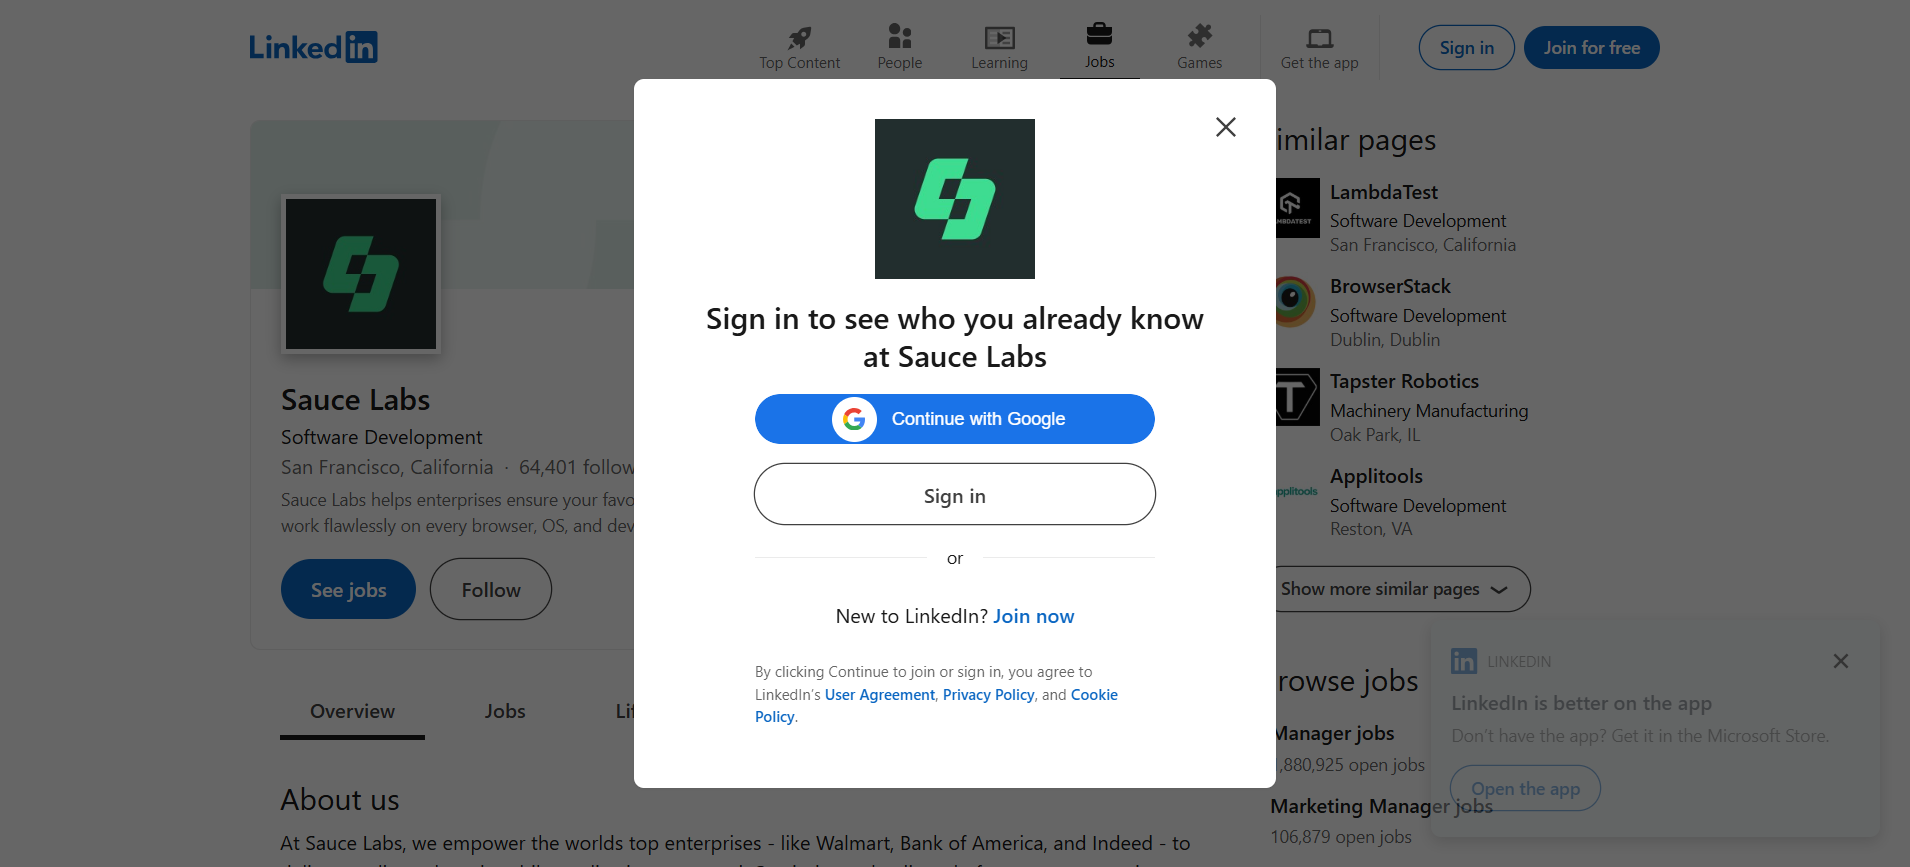 Linked in
Top Content
People
Learning
Jobs
Games
Get the app
Sign in
Join for free
Sauce Labs
Software Development
San Francisco, California · 64,401
Sauce Labs helps enterprises ensure your
work flawlessly on every browser, OS, and
See jobs
Follow
Overview
Jobs
About us
At Sauce Labs, we empower the worlds top enterprises - like Walmart, Bank of America, and Indeed - to
Sign in to see who you already know
at Sauce Labs
Continue with Google
Sign in
or
New to LinkedIn? Join now
By clicking Continue to join or sign in, you agree to
LinkedIn's User Agreement, Privacy Policy, and Cookie
Policy.
imilar pages
LambdaTest
Software Development
San Francisco, California
BrowserStack
Software Development
Dublin, Dublin
Tapster Robotics
Machinery Manufacturing
Oak Park, IL
applitools
Applitools
Software Development
Reston, VA
Show more similar pages
rowse jobs
Manager jobs
,880,925 open jobs
Marketing Manager jobs
106,879 open jobs
in LINKEDIN
LinkedIn is better on the app
Don't have the app? Get it in the Microsoft Store.
Open the app